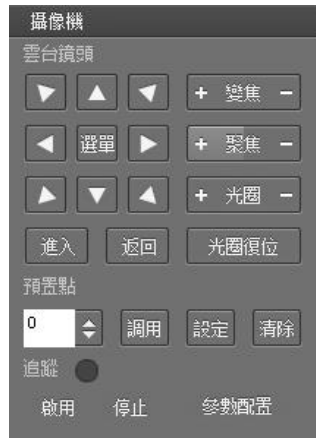 攝像機
雲台鏡頭
+ 變焦 −
選單 + 聚焦 −
+ 光圈 −
進入 返回 光圈復位
預置點
0 調用 設定 清除
追蹤
啟用 停止 參數配置